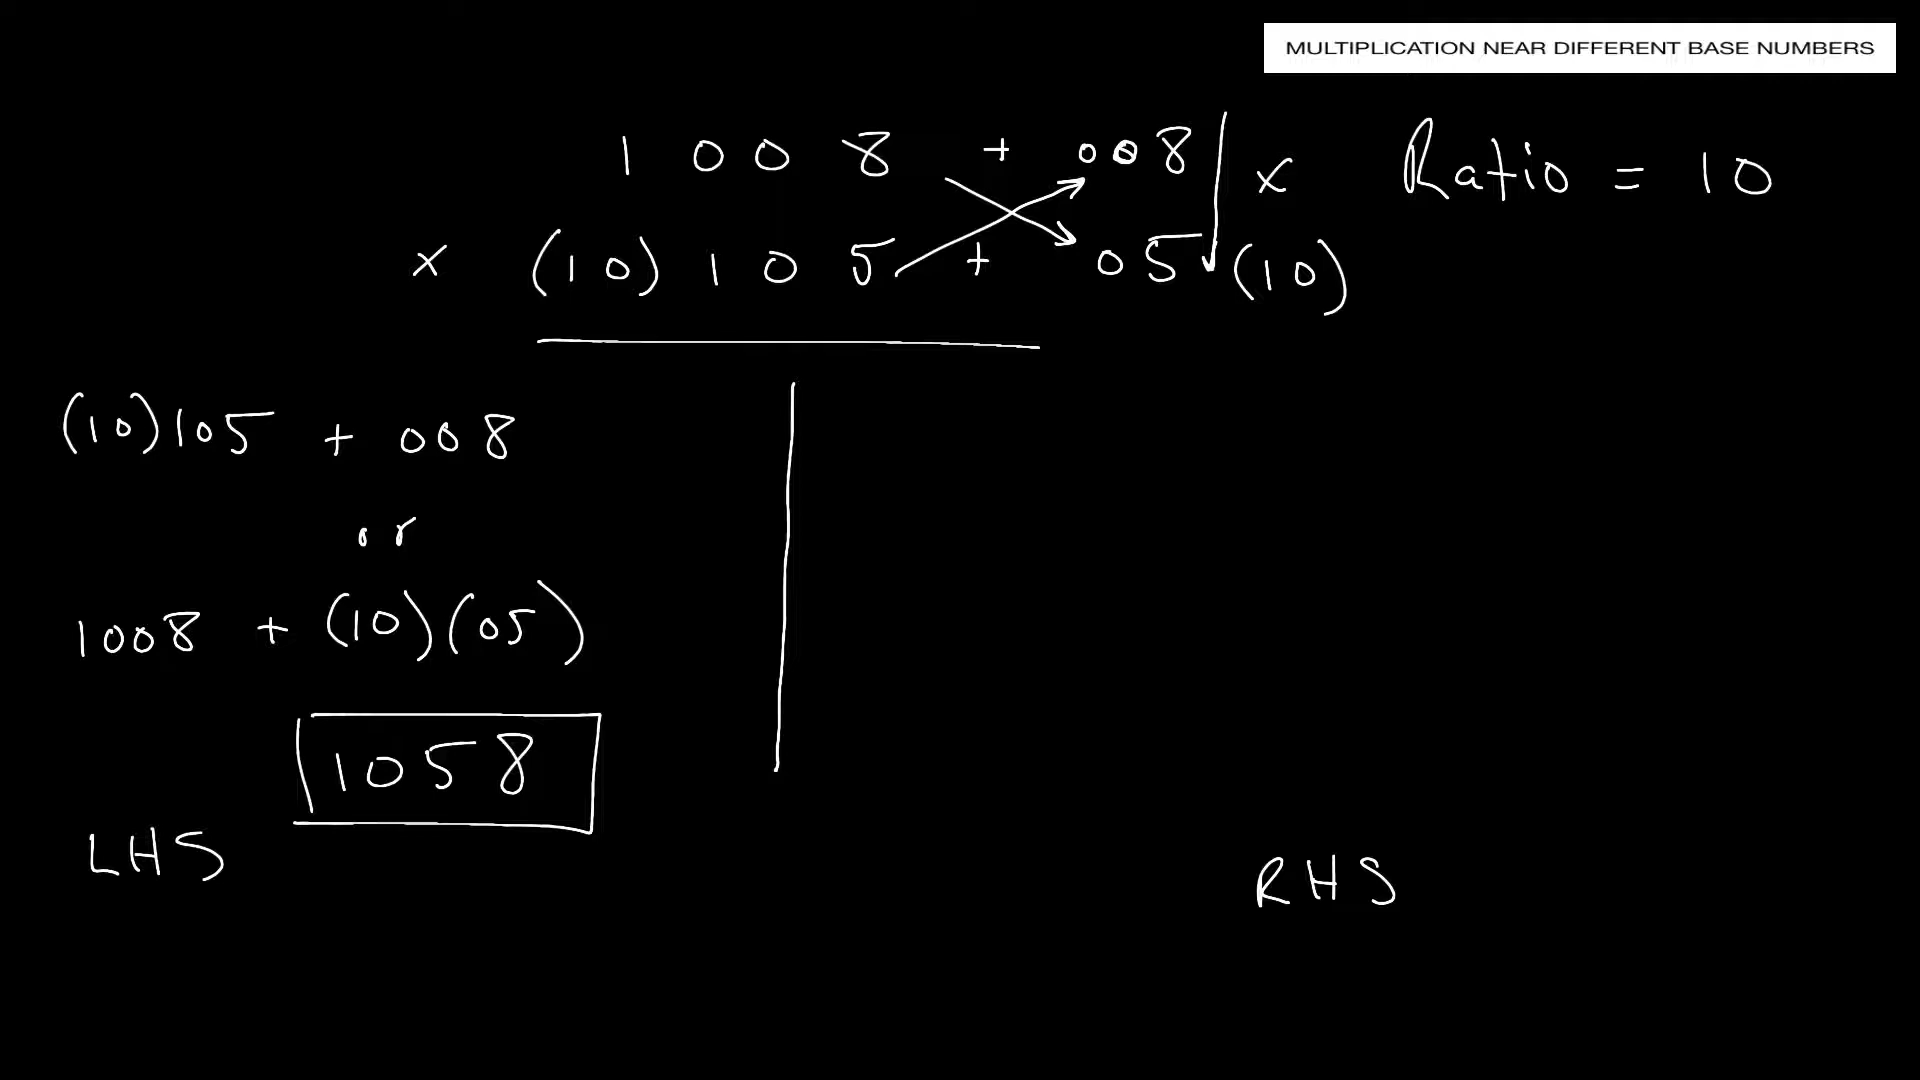 MULTIPLICATION NEAR DIFFERENT BASE NUMBERS
1008 + 008 x Ratio = 10
x (10)105 + 05 (10)
(10)105 + 008
or
1008 + (10)(05)
1058
LHS
RHS